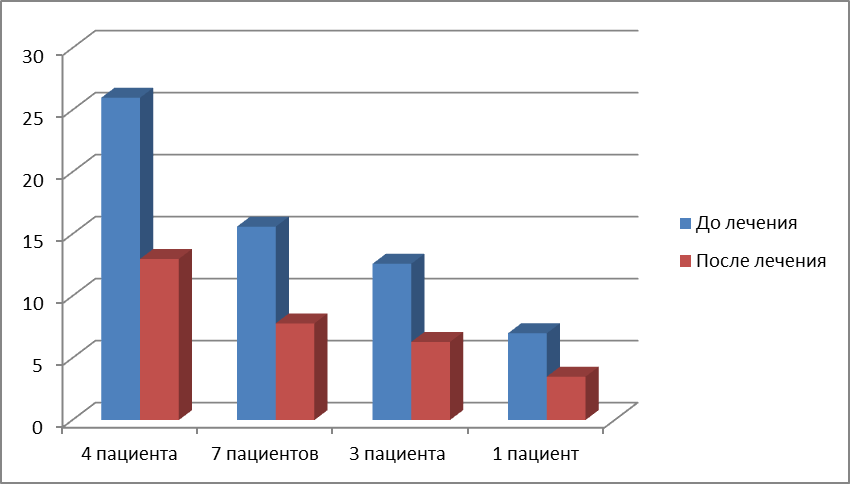 30
25
20
15
10
5
0
4 пациента
7 пациентов
3 пациента
1 пациент
До лечения
После лечения